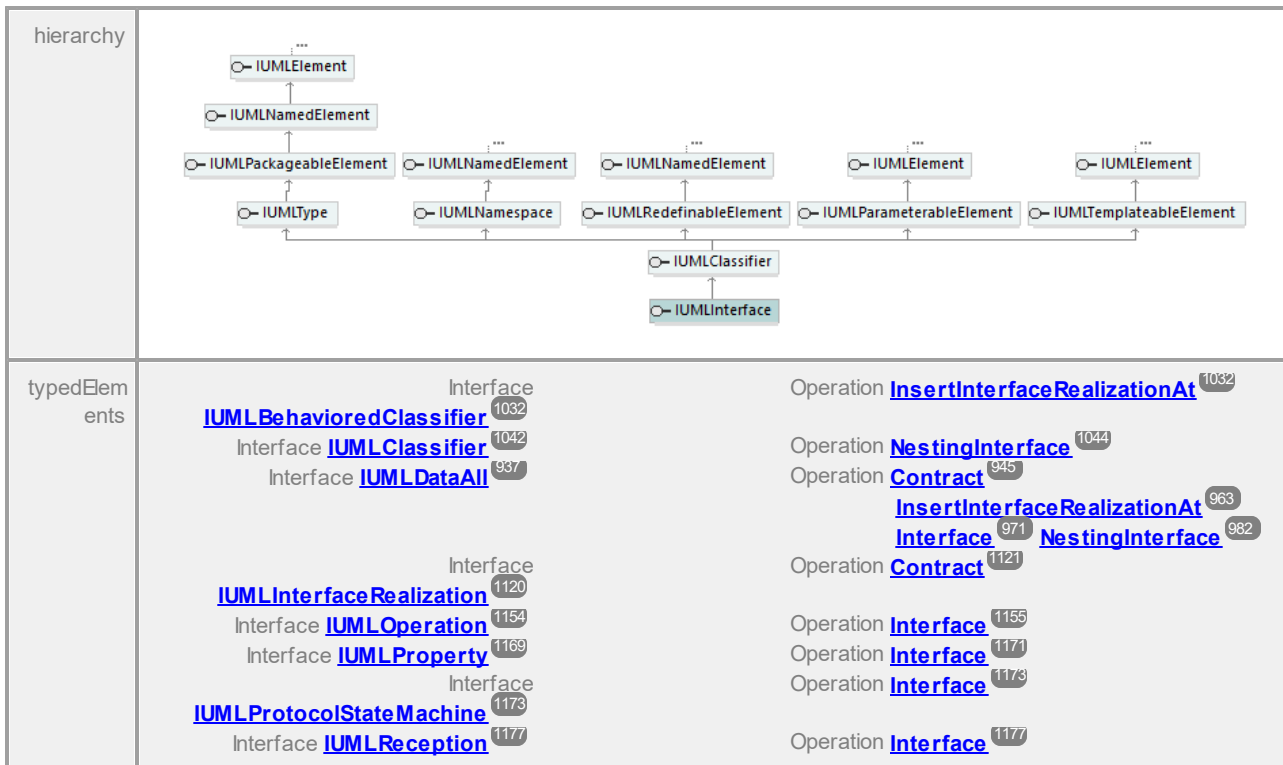 hierarchy
...
IUMLElement
IUMLNamedElement
... ... ... ...
IUMLPackageableElement IUMLNamedElement IUMLNamedElement IUMLElement IUMLElement
IUMLType IUMLNamespace IUMLRedefinableElement IUMLParameterableElement IUMLTemplateableElement
IUMLClassifier
IUMLInterface
typedElem
ents
Interface Operation InsertInterfaceRealizationAt 1032
IUMLBehavioredClassifier 1032
Interface IUMLClassifier 1042 Operation NestingInterface 1044
Interface IUMLDataAll 937 Operation Contract 945
InsertInterfaceRealizationAt 963
Interface 971 NestingInterface 982
Interface Operation Contract 1121
IUMLInterfaceRealization 1120
Interface IUMLOperation 1154 Operation Interface 1155
Interface IUMLProperty 1169 Operation Interface 1171
Interface Operation Interface 1173
IUMLProtocolStateMachine 1173
Interface IUMLReception 1177 Operation Interface 1177